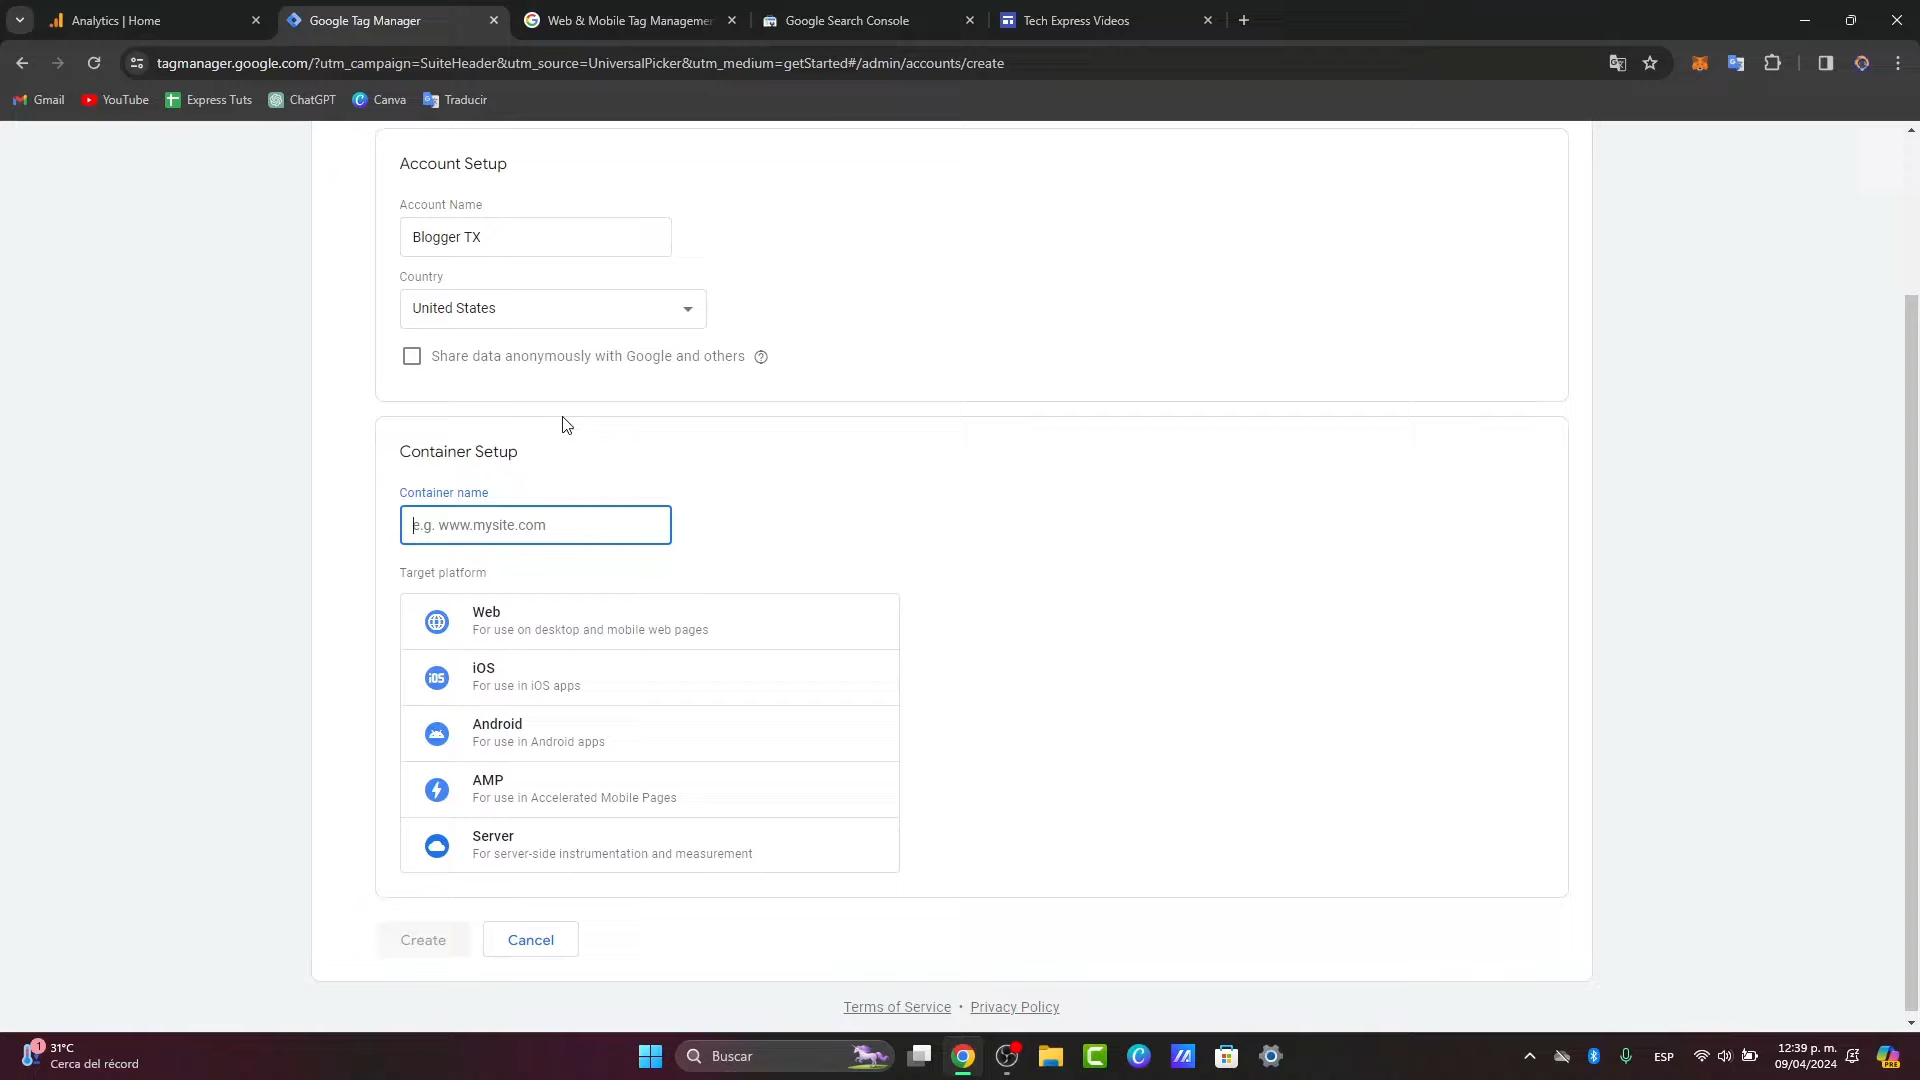 Analytics | Home
Google Tag Manager
Web & Mobile Tag Managemen
Google Search Console
Tech Express Videos
tagmanager.google.com/?utm_campaign=SuiteHeader&utm_source=UniversalPicker&utm_medium=getStarted#/admin/accounts/create
Gmail
YouTube
Express Tuts
ChatGPT
Canva
Traducir
Account Setup
Account Name
Blogger TX
Country
United States
Share data anonymously with Google and others
Container Setup
Container name
e.g. www.mysite.com
Target platform
Web
For use on desktop and mobile web pages
iOS
iOS
For use in iOS apps
Android
For use in Android apps
AMP
For use in Accelerated Mobile Pages
Server
For server-side instrumentation and measurement
Create
Cancel
Terms of Service • Privacy Policy
1
31°C
Cerca del récord
Buscar
ESP
12:39 p. m.
09/04/2024
PRE